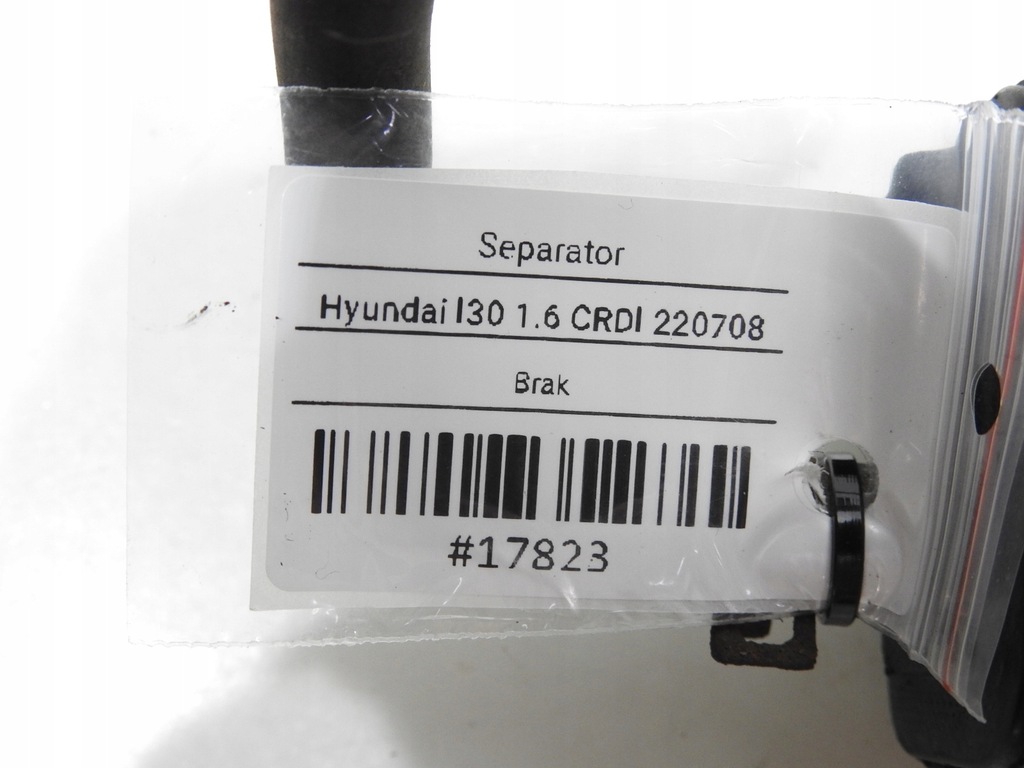 Separator
Hyundai I30 1.6 CRDI 220708
Brak
#17823